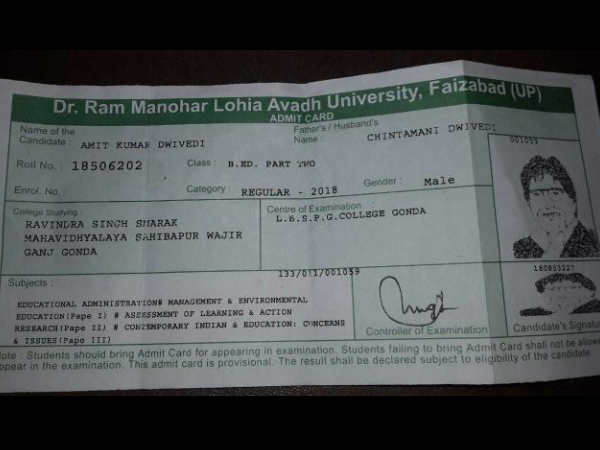 Dr. Ram Manohar Lohia Avadh University, Faizabad (UP)
ADMIT CARD
Name of the
Candidate : AMIT KUMAR DWIVEDI
Father's / Husband's
Name : CHINTAMANI DWIVEDI
Roll No. : 18506202
Class : B.ED. PART TWO
001059
Enrol. No. :
Category : REGULAR - 2018
Gender : Male
College Studying :
RAVINDRA SINGH SMARAK
MAHAVIDHYALAYA SAHIBAPUR WAJIR
GANJ GONDA
Centre of Examination
L.B.S.P.G.COLLEGE GONDA
133/011/001059
180853227
Subjects :
EDUCATIONAL ADMINISTRATION# MANAGEMENT & ENVIRONMENTAL
EDUCATION(Pape I) # ASESSMENT OF LEARNING & ACTION
RESEARCH(Pape II) # CONTEMPORARY INDIAN & EDUCATION: CONCERNS
& ISSUES(Pape III)
Controller of Examination
Candidate's Signatu
Note : Students should bring Admit Card for appearing in examination. Students failing to bring Admit Card shall not be allow
appear in the examination. This admit card is provisional. The result shall be declared subject to eligibility of the candidate.